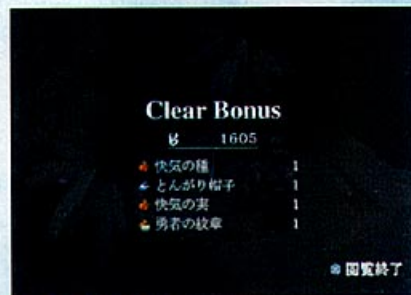 Clear Bonus
1605
快気の種 1
とんがり帽子 1
快気の実 1
勇者の紋章 1
閲覧終了